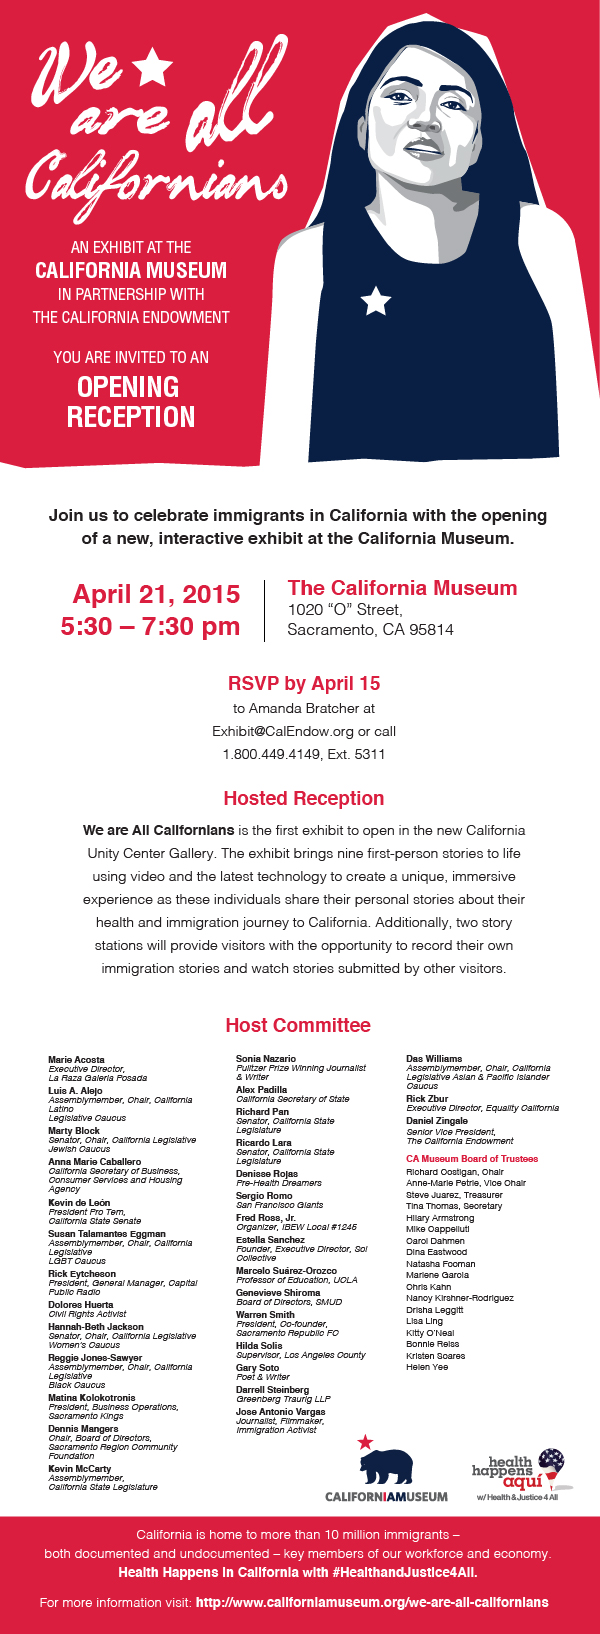 We
are all
Californians
AN EXHIBIT AT THE
CALIFORNIA MUSEUM
IN PARTNERSHIP WITH
THE CALIFORNIA ENDOWMENT
YOU ARE INVITED TO AN
OPENING
RECEPTION
Join us to celebrate immigrants in California with the opening
of a new, interactive exhibit at the California Museum.
April 21, 2015
5:30 – 7:30 pm
The California Museum
1020 “O” Street,
Sacramento, CA 95814
RSVP by April 15
to Amanda Bratcher at
Exhibit@CalEndow.org or call
1.800.449.4149, Ext. 5311
Hosted Reception
We are All Californians is the first exhibit to open in the new California
Unity Center Gallery. The exhibit brings nine first-person stories to life
using video and the latest technology to create a unique, immersive
experience as these individuals share their personal stories about their
health and immigration journey to California. Additionally, two story
stations will provide visitors with the opportunity to record their own
immigration stories and watch stories submitted by other visitors.
Host Committee
Marie Acosta
Executive Director,
La Raza Galeria Posada
Luis A. Alejo
Assemblymember, Chair, California
Latino
Legislative Caucus
Marty Block
Senator, Chair, California Legislative
Jewish Caucus
Anna Marie Caballero
California Secretary of Business,
Consumer Services and Housing
Agency
Kevin de León
President Pro Tem,
California State Senate
Susan Talamantes Eggman
Assemblymember, Chair, California
Legislative
LGBT Caucus
Rick Eytcheson
President, General Manager, Capital
Public Radio
Dolores Huerta
Civil Rights Activist
Hannah-Beth Jackson
Senator, Chair, California Legislative
Women's Caucus
Reggie Jones-Sawyer
Assemblymember, Chair, California
Legislative
Black Caucus
Matina Kolokotronis
President, Business Operations,
Sacramento Kings
Dennis Mangers
Chair, Board of Directors,
Sacramento Region Community
Foundation
Kevin McCarty
Assemblymember,
California State Legislature
Sonia Nazario
Pulitzer Prize Winning Journalist
& Writer
Alex Padilla
California Secretary of State
Richard Pan
Senator, California State
Legislature
Ricardo Lara
Senator, California State
Legislature
Denisse Rojas
Pre-Health Dreamers
Sergio Romo
San Francisco Giants
Fred Ross, Jr.
Organizer, IBEW Local #1245
Estella Sanchez
Founder, Executive Director, Sol
Collective
Marcelo Suárez-Orozco
Professor of Education, UCLA
Genevieve Shiroma
Board of Directors, SMUD
Warren Smith
President, Co-founder,
Sacramento Republic FC
Hilda Solis
Supervisor, Los Angeles County
Gary Soto
Poet & Writer
Darrell Steinberg
Greenberg Traurig LLP
Jose Antonio Vargas
Journalist, Filmmaker,
Immigration Activist
Das Williams
Assemblymember, Chair, California
Legislative Asian & Pacific Islander
Caucus
Rick Zbur
Executive Director, Equality California
Daniel Zingale
Senior Vice President,
The California Endowment
CA Museum Board of Trustees
Richard Costigan, Chair
Anne-Marie Petrie, Vice Chair
Steve Juarez, Treasurer
Tina Thomas, Secretary
Hilary Armstrong
Mike Cappelluti
Carol Dahmen
Dina Eastwood
Natasha Fooman
Marlene Garcia
Chris Kahn
Nancy Kirshner-Rodriguez
Drisha Leggitt
Lisa Ling
Kitty O'Neal
Bonnie Reiss
Kristen Soares
Helen Yee
CALIFORNIAMUSEUM
health
happens
aquí
w/ Health & Justice 4 All
California is home to more than 10 million immigrants –
both documented and undocumented – key members of our workforce and economy.
Health Happens in California with #HealthandJustice4All.
For more information visit: http://www.californiamuseum.org/we-are-all-californians